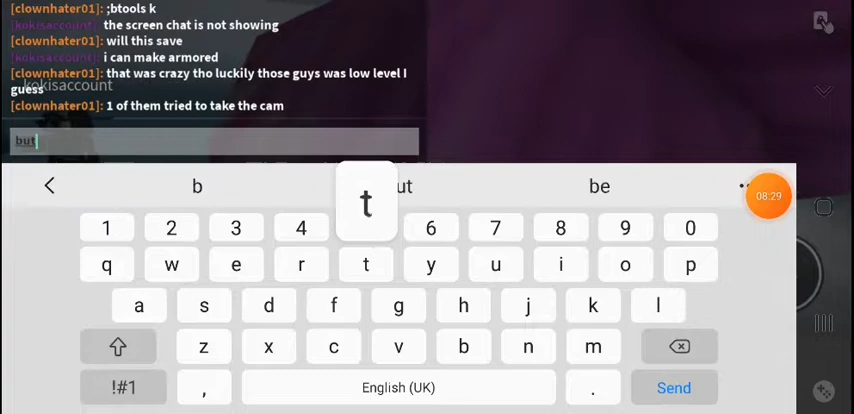 [clownhater01]: ;btools k
[kokisaccount]: the screen chat is not showing
[clownhater01]: will this save
[kokisaccount]: i can make armored
[clownhater01]: that was crazy tho luckily those guys was low level I
guess
kokisaccount
[clownhater01]: 1 of them tried to take the cam
but
b t ut be
08:29
1 2 3 4 6 7 8 9 0
q w e r t y u i o p
a s d f g h j k l
z x c v b n m
!#1 , English (UK) . Send